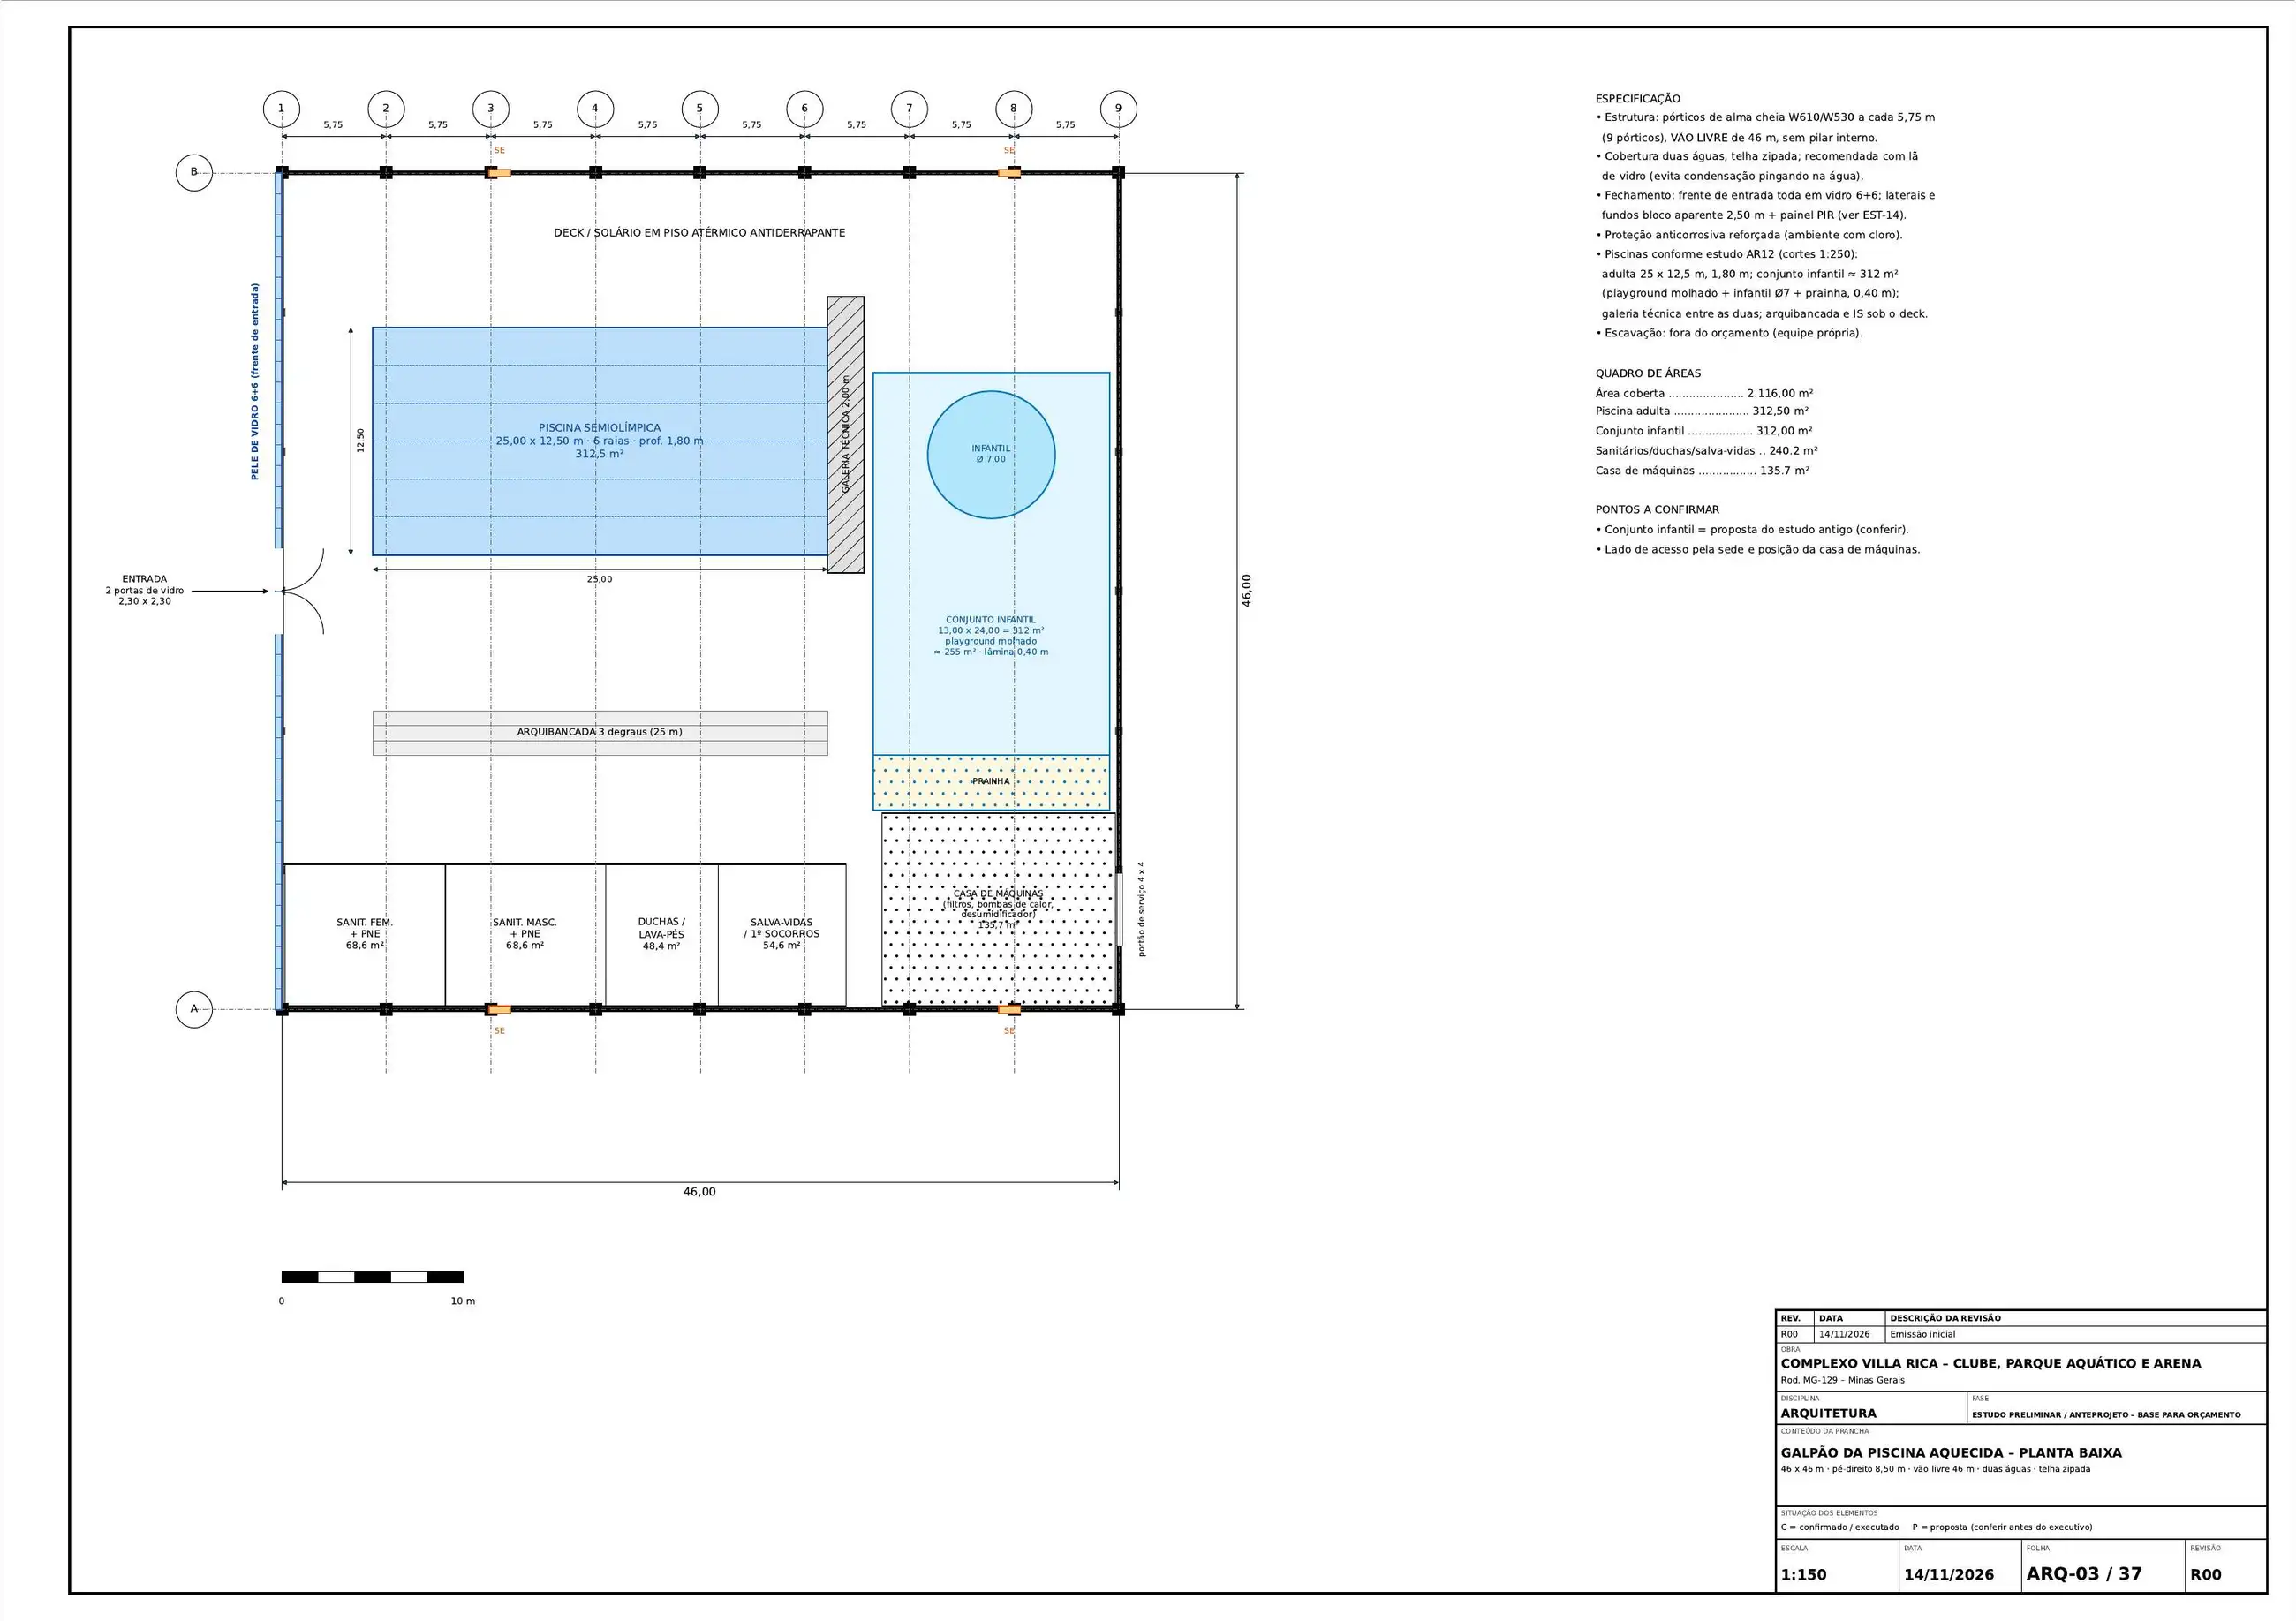 1 2 3 4 5 6 7 8 9
5,75 5,75 5,75 5,75 5,75 5,75 5,75 5,75
SE SE
B
DECK / SOLÁRIO EM PISO ATÉRMICO ANTIDERRAPANTE
PELE DE VIDRO 6+6 (frente de entrada)
12,50
PISCINA SEMIOLÍMPICA
25,00 x 12,50 m · 6 raias · prof. 1,80 m
312,5 m²
GALERIA TÉCNICA 2,00 m
INFANTIL
Ø 7,00
25,00
ENTRADA
2 portas de vidro
2,30 x 2,30
46,00
CONJUNTO INFANTIL
13,00 x 24,00 = 312 m²
playground molhado
≈ 255 m² · lâmina 0,40 m
ARQUIBANCADA 3 degraus (25 m)
PRAINHA
SANIT. FEM.
+ PNE
68,6 m²
SANIT. MASC.
+ PNE
68,6 m²
DUCHAS /
LAVA-PÉS
48,4 m²
SALVA-VIDAS
/ 1º SOCORROS
54,6 m²
CASA DE MÁQUINAS
(filtros, bombas de calor,
desumidificador)
135,7 m²
portão de serviço 4 x 4
A
SE SE
46,00
0 10 m
ESPECIFICAÇÃO
• Estrutura: pórticos de alma cheia W610/W530 a cada 5,75 m
(9 pórticos), VÃO LIVRE de 46 m, sem pilar interno.
• Cobertura duas águas, telha zipada; recomendada com lã
de vidro (evita condensação pingando na água).
• Fechamento: frente de entrada toda em vidro 6+6; laterais e
fundos bloco aparente 2,50 m + painel PIR (ver EST-14).
• Proteção anticorrosiva reforçada (ambiente com cloro).
• Piscinas conforme estudo AR12 (cortes 1:250):
adulta 25 x 12,5 m, 1,80 m; conjunto infantil ≈ 312 m²
(playground molhado + infantil Ø7 + prainha, 0,40 m);
galeria técnica entre as duas; arquibancada e IS sob o deck.
• Escavação: fora do orçamento (equipe própria).
QUADRO DE ÁREAS
Área coberta ...................... 2.116,00 m²
Piscina adulta ...................... 312,50 m²
Conjunto infantil ................... 312,00 m²
Sanitários/duchas/salva-vidas .. 240.2 m²
Casa de máquinas ................. 135.7 m²
PONTOS A CONFIRMAR
• Conjunto infantil = proposta do estudo antigo (conferir).
• Lado de acesso pela sede e posição da casa de máquinas.
REV. DATA DESCRIÇÃO DA REVISÃO
R00 14/11/2026 Emissão inicial
OBRA
COMPLEXO VILLA RICA – CLUBE, PARQUE AQUÁTICO E ARENA
Rod. MG-129 – Minas Gerais
DISCIPLINA FASE
ARQUITETURA ESTUDO PRELIMINAR / ANTEPROJETO – BASE PARA ORÇAMENTO
CONTEÚDO DA PRANCHA
GALPÃO DA PISCINA AQUECIDA – PLANTA BAIXA
46 x 46 m · pé-direito 8,50 m · vão livre 46 m · duas águas · telha zipada
SITUAÇÃO DOS ELEMENTOS
C = confirmado / executado P = proposta (conferir antes do executivo)
ESCALA DATA FOLHA REVISÃO
1:150 14/11/2026 ARQ-03 / 37 R00